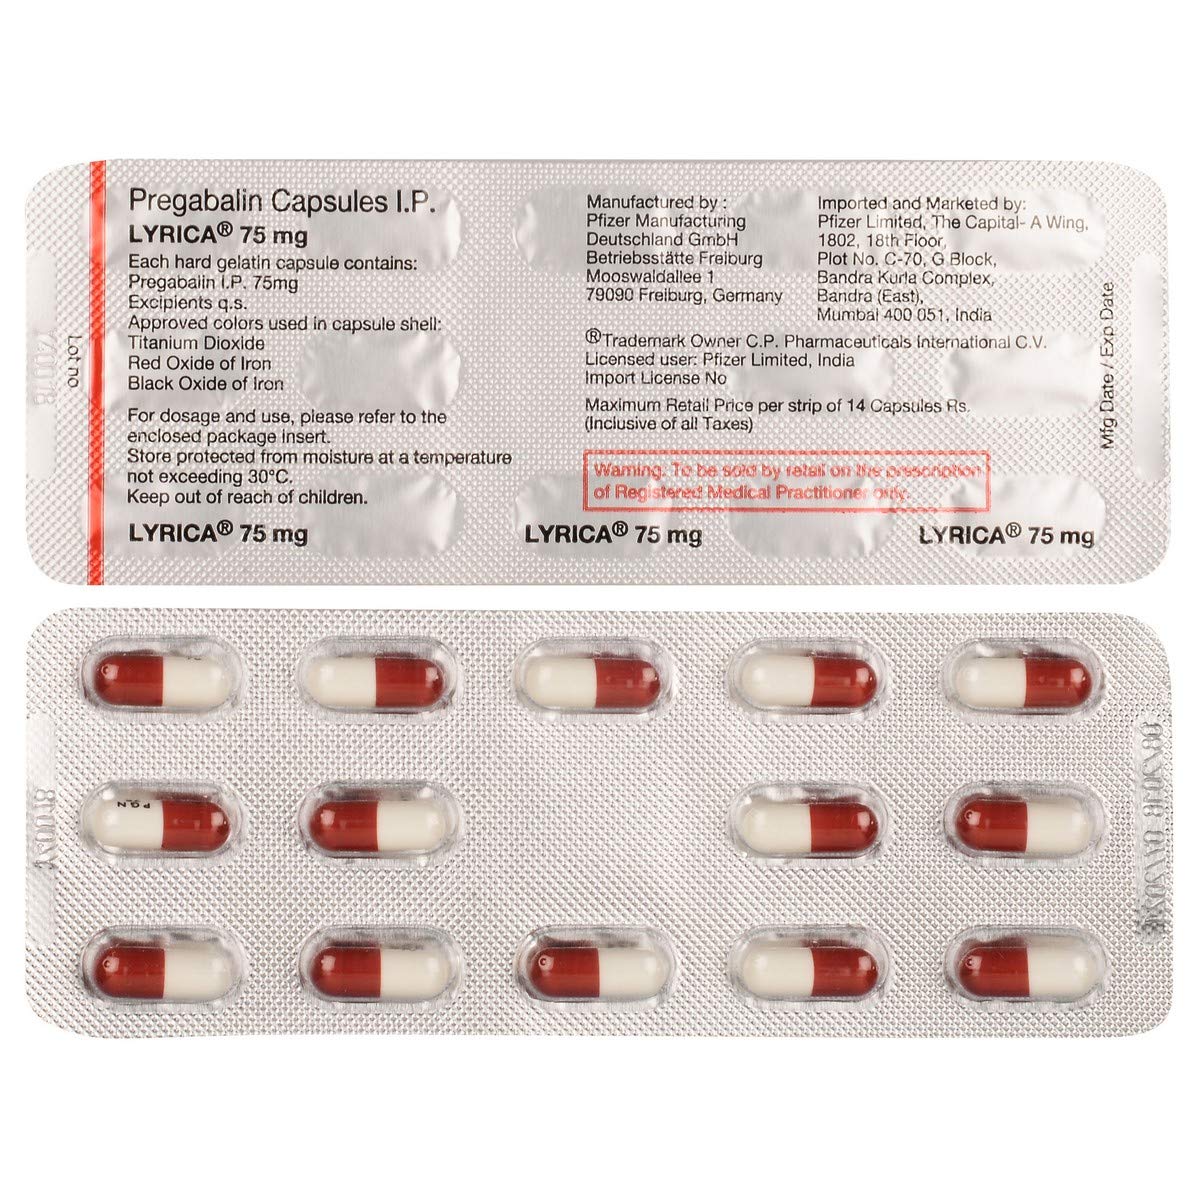 Pregabalin Capsules I.P.
LYRICA® 75 mg
Each hard gelatin capsule contains:
Pregabalin I.P. 75mg
Excipients q.s.
Approved colors used in capsule shell:
Titanium Dioxide
Red Oxide of Iron
Black Oxide of Iron
For dosage and use, please refer to the
enclosed package insert.
Store protected from moisture at a temperature
not exceeding 30°C.
Keep out of reach of children.
LYRICA® 75 mg
Lot no.
Manufactured by :
Pfizer Manufacturing
Deutschland GmbH
Betriebsstätte Freiburg
Mooswaldallee 1
79090 Freiburg, Germany
Imported and Marketed by:
Pfizer Limited, The Capital- A Wing,
1802, 18th Floor,
Plot No. C-70, G Block,
Bandra Kurla Complex,
Bandra (East),
Mumbai 400 051, India
®Trademark Owner C.P. Pharmaceuticals International C.V.
Licensed user: Pfizer Limited, India
Import License No
Maximum Retail Price per strip of 14 Capsules Rs.
(Inclusive of all Taxes)
Warning: To be sold by retail on the prescription
of Registered Medical Practitioner only.
LYRICA® 75 mg
LYRICA® 75 mg
Mfg Date / Exp Date
PGN